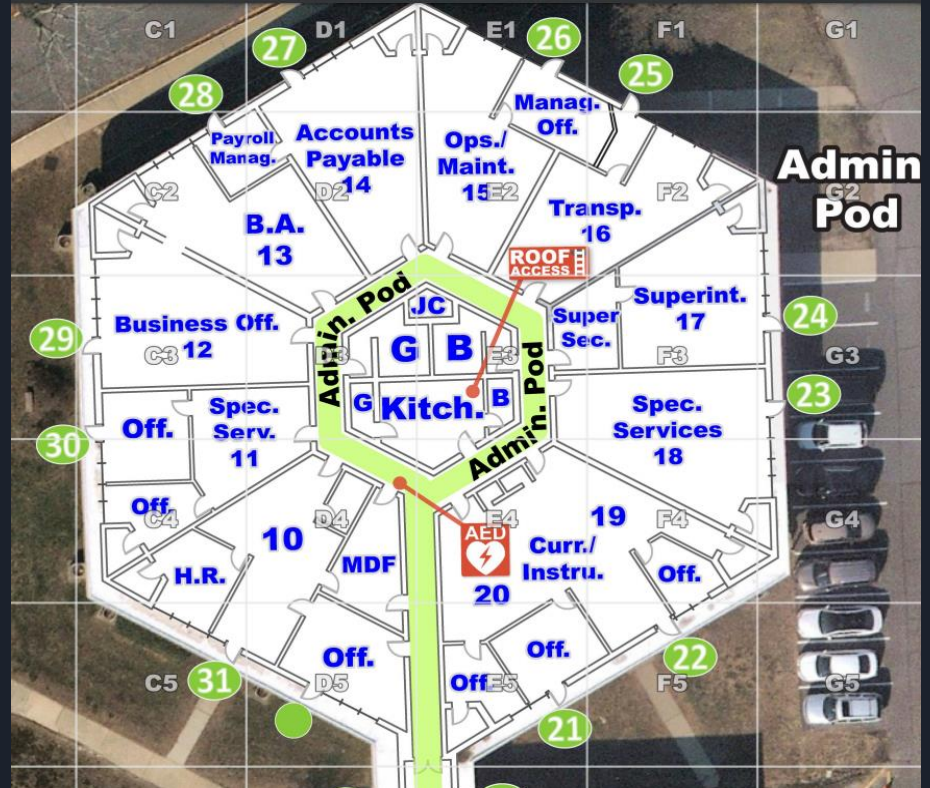 C1
D1
E1
F1
G1
27
26
28
25
Manag.
Off.
Payroll
Manag.
Accounts
Payable
14
Ops./
Maint.
15
Admin
Pod
C2
D2
E2
F2
G2
B.A.
13
Transp.
16
ROOF
ACCESS
Admin. Pod
JC
Super
Sec.
Superint.
17
24
Business Off.
12
29
C3
D3
G
B
E3
F3
G3
Admin. Pod
G
Kitch.
B
23
Off.
Spec.
Serv.
11
30
Spec.
Services
18
Off.
C4
D4
E4
F4
G4
10
AED
19
Curr./
Instru.
20
H.R.
MDF
Off.
Off.
Off.
Off.
22
C5
31
D5
E5
F5
G5
21